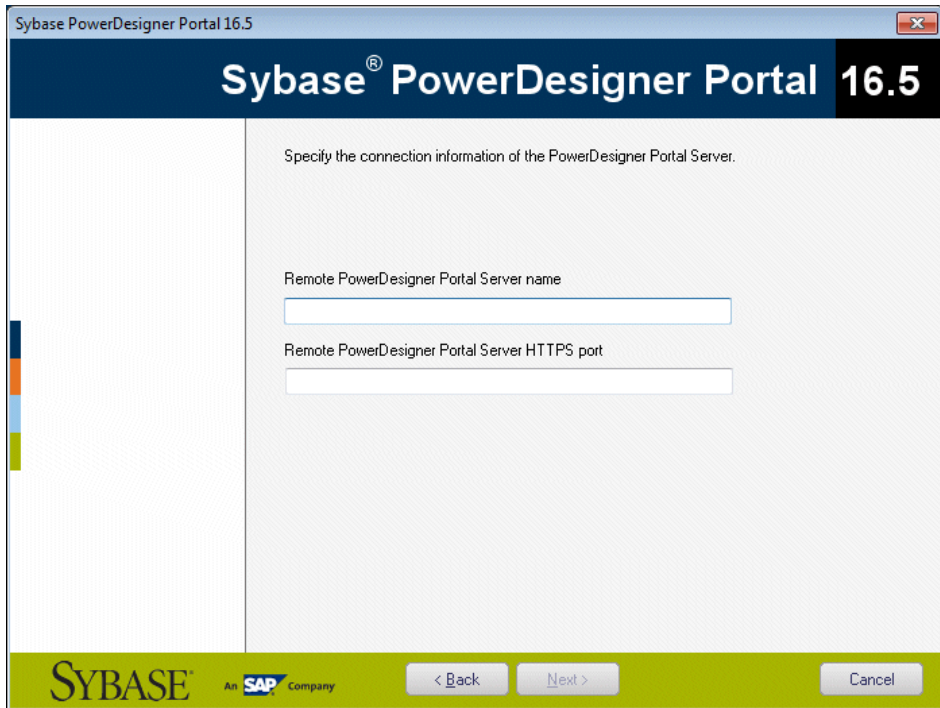 Sybase PowerDesigner Portal 16.5
Sybase® PowerDesigner Portal 16.5
Specify the connection information of the PowerDesigner Portal Server.
Remote PowerDesigner Portal Server name
Remote PowerDesigner Portal Server HTTPS port
SYBASE® An SAP Company < Back Next > Cancel